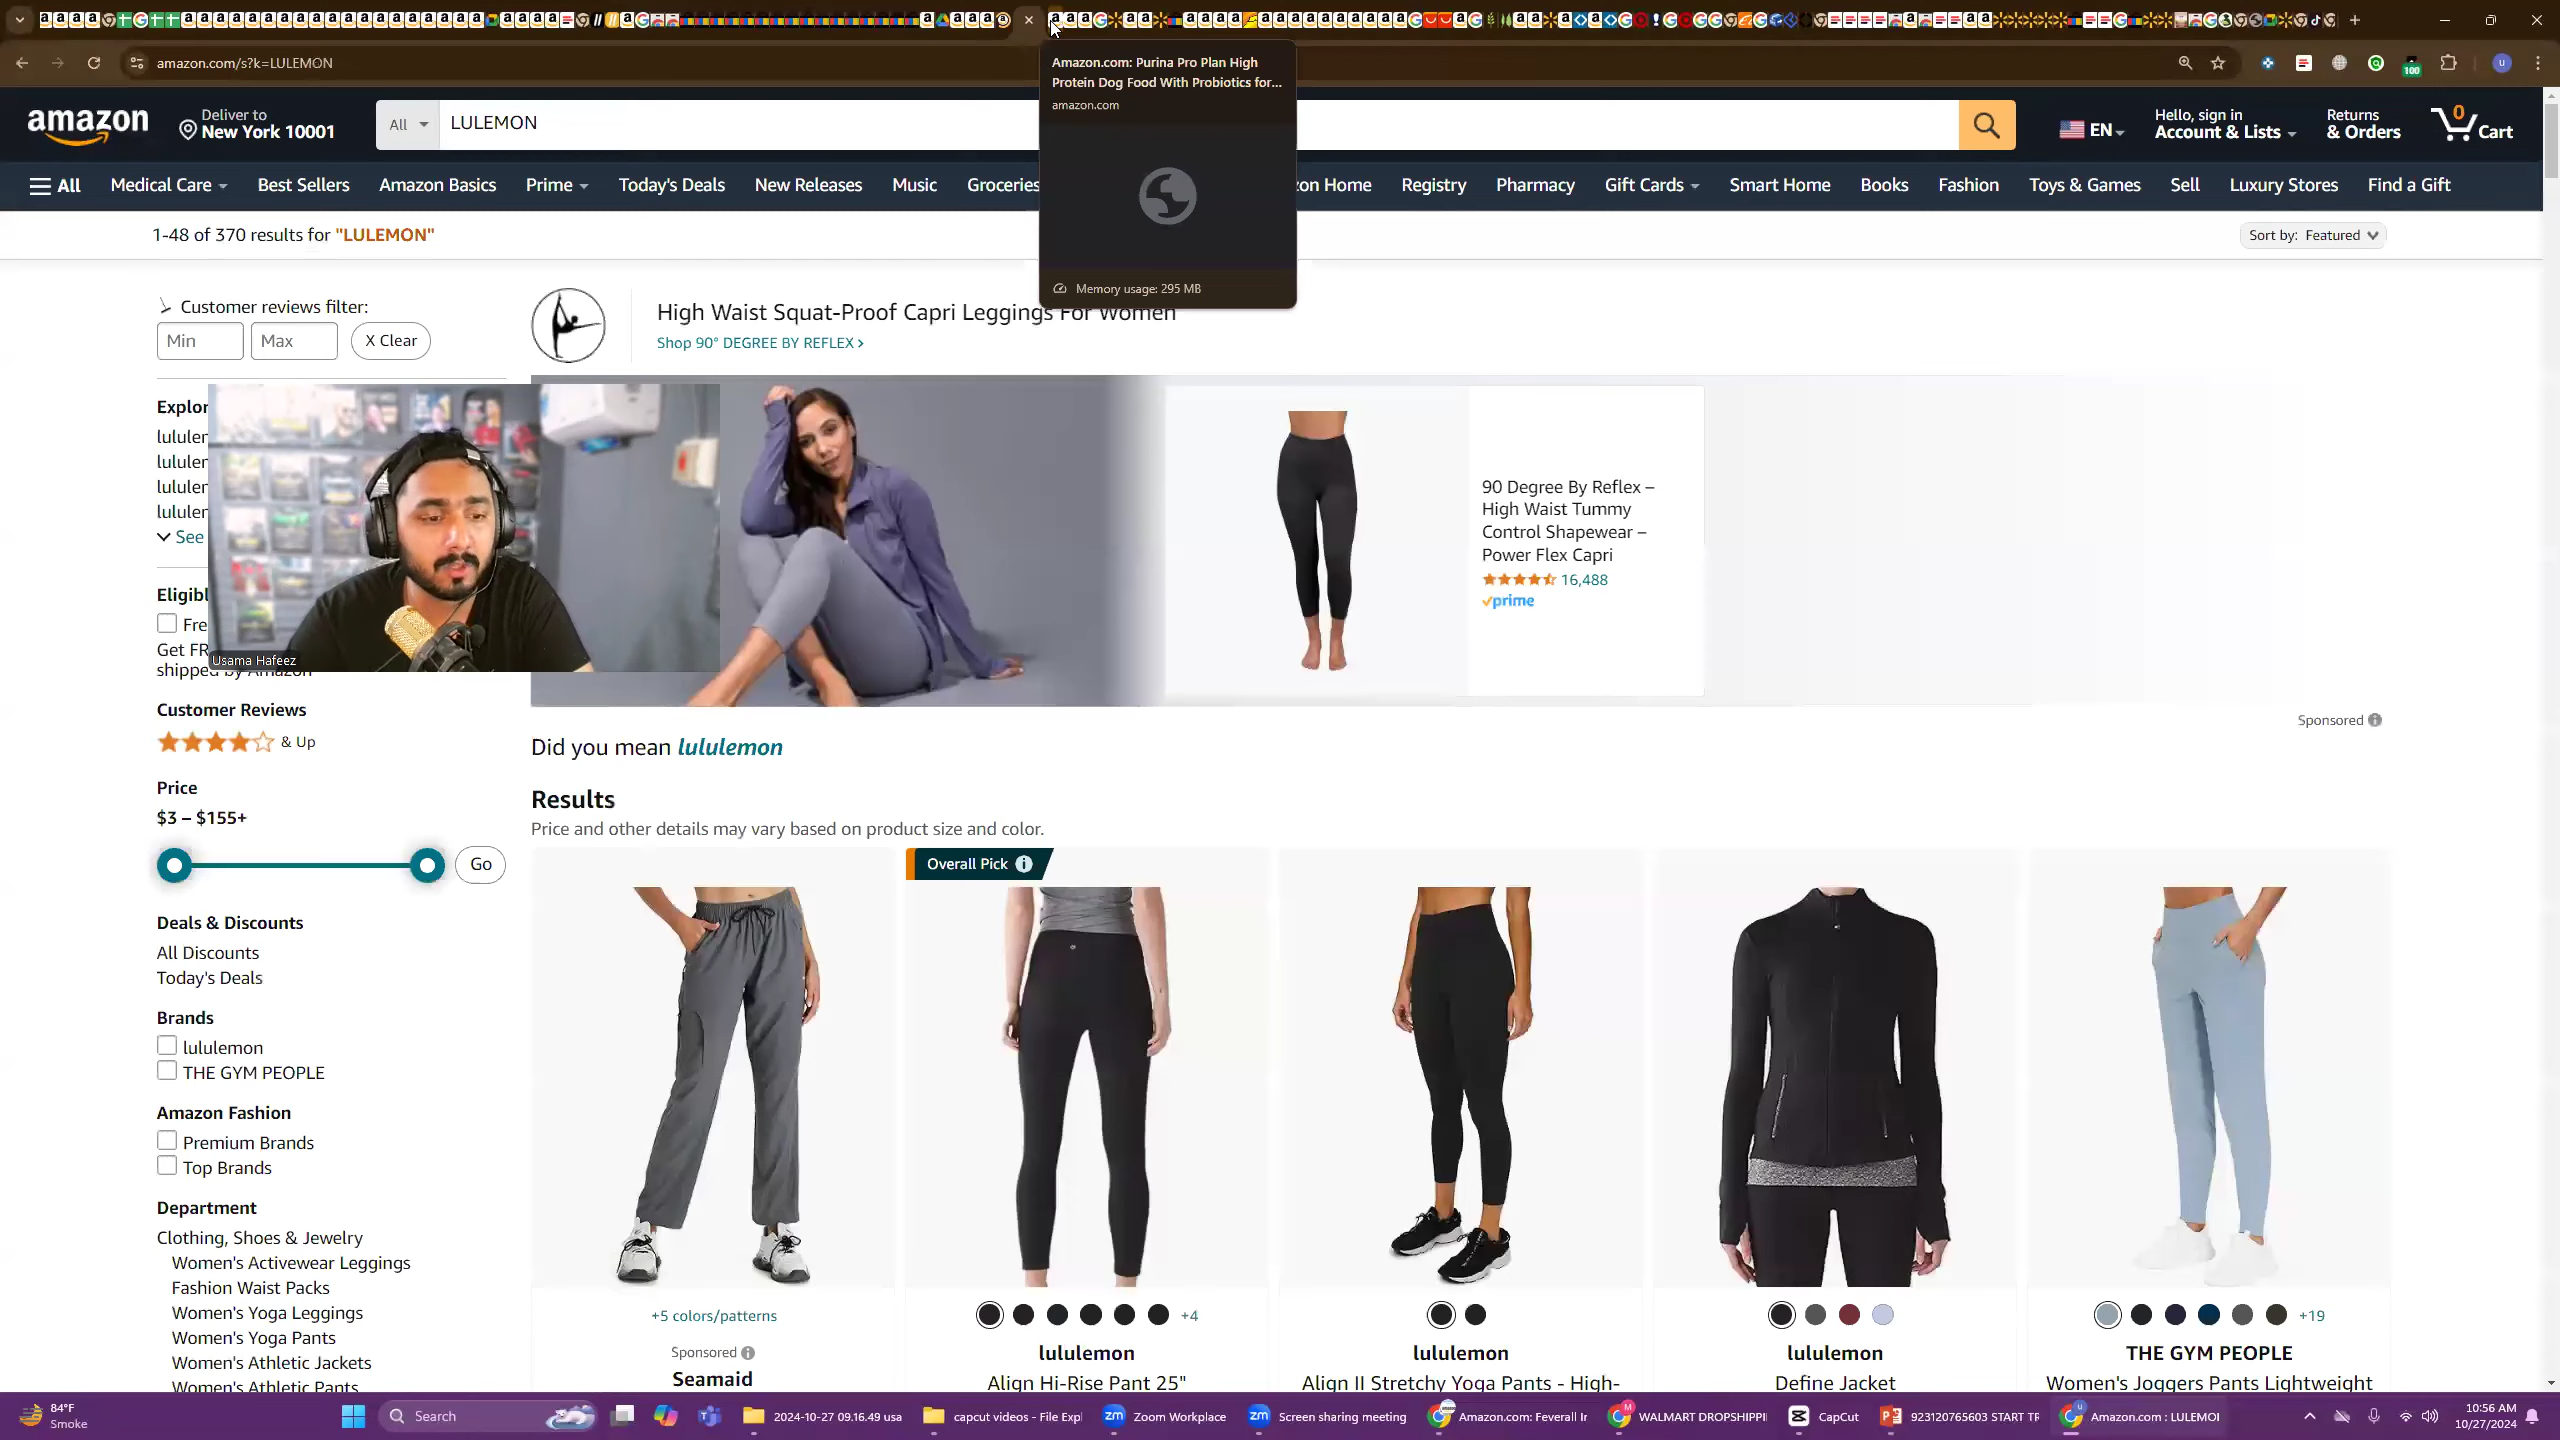 amazon.com/s?k=LULEMON
100
Amazon.com: Purina Pro Plan High
Protein Dog Food With Probiotics for...
amazon.com
Memory usage: 295 MB
amazon
Deliver to
New York 10001
All
LULEMON
EN
Hello, sign in
Account & Lists
Returns
& Orders
0
Cart
All
Medical Care
Best Sellers
Amazon Basics
Prime
Today's Deals
New Releases
Music
Groceries
Registry
Pharmacy
Gift Cards
Smart Home
Books
Fashion
Toys & Games
Sell
Luxury Stores
Find a Gift
1-48 of 370 results for "LULEMON"
Sort by: Featured
Customer reviews filter:
Min
Max
X Clear
High Waist Squat-Proof Capri Leggings For Women
Shop 90° DEGREE BY REFLEX ›
See
Usama Hafeez
shipped by Amazon
90 Degree By Reflex –
High Waist Tummy
Control Shapewear –
Power Flex Capri
16,488
prime
Sponsored
Customer Reviews
& Up
Price
$3 – $155+
Go
Deals & Discounts
All Discounts
Today's Deals
Brands
lululemon
THE GYM PEOPLE
Amazon Fashion
Premium Brands
Top Brands
Department
Clothing, Shoes & Jewelry
Women's Activewear Leggings
Fashion Waist Packs
Women's Yoga Leggings
Women's Yoga Pants
Women's Athletic Jackets
Women's Athletic Pants
Did you mean lululemon
Results
Price and other details may vary based on product size and color.
Overall Pick
+5 colors/patterns
Sponsored
Seamaid
+4
lululemon
Align Hi-Rise Pant 25"
lululemon
Align II Stretchy Yoga Pants - High-
lululemon
Define Jacket
+19
THE GYM PEOPLE
Women's Joggers Pants Lightweight
84°F
Smoke
Search
2024-10-27 09.16.49 usa
capcut videos - File Expl
Zoom Workplace
Screen sharing meeting
Amazon.com: Feverall Ir
WALMART DROPSHIPPI
CapCut
923120765603 START TR
Amazon.com : LULEMOI
10:56 AM
10/27/2024